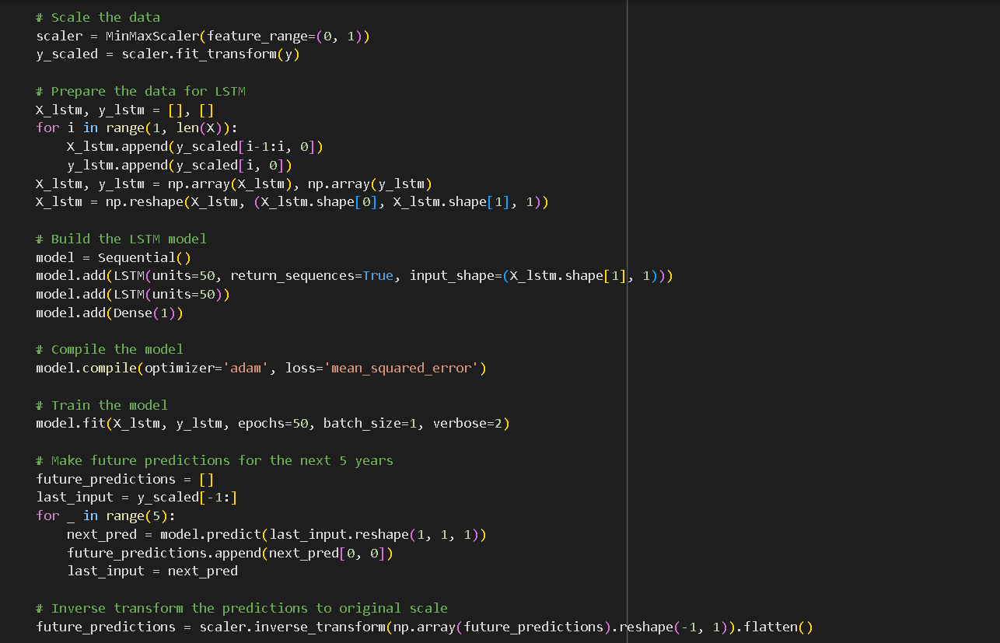 # Scale the data
scaler = MinMaxScaler(feature_range=(0, 1))
y_scaled = scaler.fit_transform(y)
# Prepare the data for LSTM
X_lstm, y_lstm = [], []
for i in range(1, len(X)):
    X_lstm.append(y_scaled[i-1:i, 0])
    y_lstm.append(y_scaled[i, 0])
X_lstm, y_lstm = np.array(X_lstm), np.array(y_lstm)
X_lstm = np.reshape(X_lstm, (X_lstm.shape[0], X_lstm.shape[1], 1))
# Build the LSTM model
model = Sequential()
model.add(LSTM(units=50, return_sequences=True, input_shape=(X_lstm.shape[1], 1)))
model.add(LSTM(units=50))
model.add(Dense(1))
# Compile the model
model.compile(optimizer='adam', loss='mean_squared_error')
# Train the model
model.fit(X_lstm, y_lstm, epochs=50, batch_size=1, verbose=2)
# Make future predictions for the next 5 years
future_predictions = []
last_input = y_scaled[-1:]
for _ in range(5):
    next_pred = model.predict(last_input.reshape(1, 1, 1))
    future_predictions.append(next_pred[0, 0])
    last_input = next_pred
# Inverse transform the predictions to original scale
future_predictions = scaler.inverse_transform(np.array(future_predictions).reshape(-1, 1)).flatten()